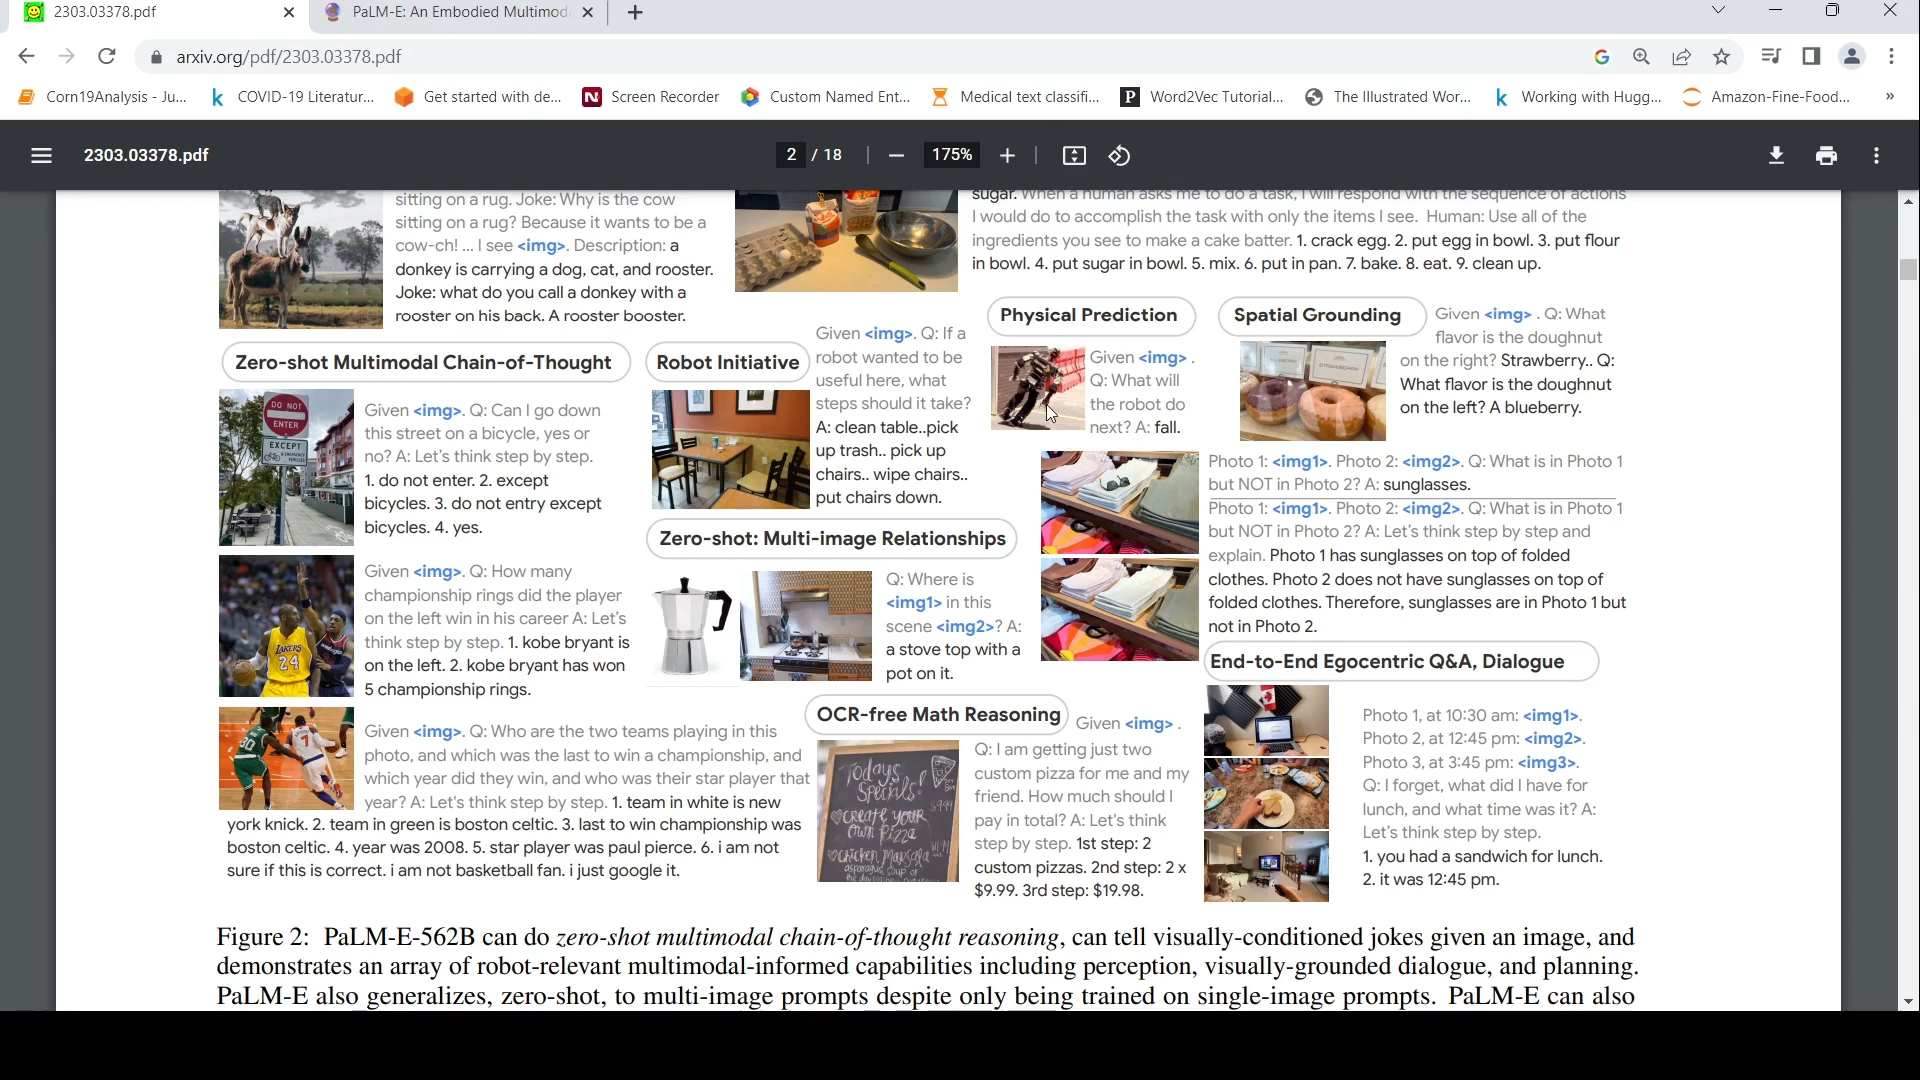 2303.03378.pdf
PaLM-E: An Embodied Multimod
arxiv.org/pdf/2303.03378.pdf
Corn19Analysis - Ju...
COVID-19 Literatur...
Get started with de...
Screen Recorder
Custom Named Ent...
Medical text classifi...
Word2Vec Tutorial...
The Illustrated Wor...
Working with Hugg...
Amazon-Fine-Food...
»
2303.03378.pdf
2 / 18
175%
sitting on a rug. Joke: Why is the cow
sitting on a rug? Because it wants to be a
cow-ch! ... I see <img>. Description: a
donkey is carrying a dog, cat, and rooster.
Joke: what do you call a donkey with a
rooster on his back. A rooster booster.
sugar. When a human asks me to do a task, I will respond with the sequence of actions
I would do to accomplish the task with only the items I see. Human: Use all of the
ingredients you see to make a cake batter. 1. crack egg. 2. put egg in bowl. 3. put flour
in bowl. 4. put sugar in bowl. 5. mix. 6. put in pan. 7. bake. 8. eat. 9. clean up.
Zero-shot Multimodal Chain-of-Thought
DO NOT
ENTER
EXCEPT
Given <img>. Q: Can I go down
this street on a bicycle, yes or
no? A: Let's think step by step.
1. do not enter. 2. except
bicycles. 3. do not entry except
bicycles. 4. yes.
LAKERS
24
Given <img>. Q: How many
championship rings did the player
on the left win in his career A: Let's
think step by step. 1. kobe bryant is
on the left. 2. kobe bryant has won
5 championship rings.
30
7
Given <img>. Q: Who are the two teams playing in this
photo, and which was the last to win a championship, and
which year did they win, and who was their star player that
year? A: Let's think step by step. 1. team in white is new
york knick. 2. team in green is boston celtic. 3. last to win championship was
boston celtic. 4. year was 2008. 5. star player was paul pierce. 6. i am not
sure if this is correct. i am not basketball fan. i just google it.
Robot Initiative
Given <img>. Q: If a
robot wanted to be
useful here, what
steps should it take?
A: clean table..pick
up trash.. pick up
chairs.. wipe chairs..
put chairs down.
Zero-shot: Multi-image Relationships
Q: Where is
<img1> in this
scene <img2>? A:
a stove top with a
pot on it.
OCR-free Math Reasoning
Todays
Specials!
CREATE YOUR
OWN Pizza
$9.99
CHICKEN MARSALA
asparagus soup of
Given <img> .
Q: I am getting just two
custom pizza for me and my
friend. How much should I
pay in total? A: Let's think
step by step. 1st step: 2
custom pizzas. 2nd step: 2 x
$9.99. 3rd step: $19.98.
Physical Prediction
Given <img> .
Q: What will
the robot do
next? A: fall.
Spatial Grounding
STRAWBERRY
Given <img> . Q: What
flavor is the doughnut
on the right? Strawberry.. Q:
What flavor is the doughnut
on the left? A blueberry.
Photo 1: <img1>. Photo 2: <img2>. Q: What is in Photo 1
but NOT in Photo 2? A: sunglasses.
Photo 1: <img1>. Photo 2: <img2>. Q: What is in Photo 1
but NOT in Photo 2? A: Let's think step by step and
explain. Photo 1 has sunglasses on top of folded
clothes. Photo 2 does not have sunglasses on top of
folded clothes. Therefore, sunglasses are in Photo 1 but
not in Photo 2.
End-to-End Egocentric Q&A, Dialogue
Photo 1, at 10:30 am: <img1>.
Photo 2, at 12:45 pm: <img2>.
Photo 3, at 3:45 pm: <img3>.
Q: I forget, what did I have for
lunch, and what time was it? A:
Let's think step by step.
1. you had a sandwich for lunch.
2. it was 12:45 pm.
Figure 2: PaLM-E-562B can do zero-shot multimodal chain-of-thought reasoning, can tell visually-conditioned jokes given an image, and
demonstrates an array of robot-relevant multimodal-informed capabilities including perception, visually-grounded dialogue, and planning.
PaLM-E also generalizes, zero-shot, to multi-image prompts despite only being trained on single-image prompts. PaLM-E can also